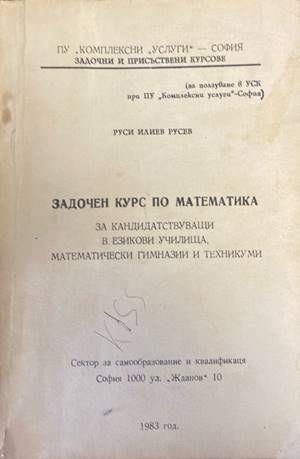 ПУ „КОМПЛЕКСНИ УСЛУГИ“ — СОФИЯ
ЗАДОЧНИ И ПРИСЪСТВЕНИ КУРСОВЕ
(за ползуване в УСК
при ПУ „Комплексни услуги“-София)
РУСИ ИЛИЕВ РУСЕВ
ЗАДОЧЕН КУРС ПО МАТЕМАТИКА
ЗА КАНДИДАТСТВУВАЩИ
В ЕЗИКОВИ УЧИЛИЩА,
МАТЕМАТИЧЕСКИ ГИМНАЗИИ И ТЕХНИКУМИ
Сектор за самообразование и квалификаця
София 1000 ул. „Жданов“ 10
1983 год.